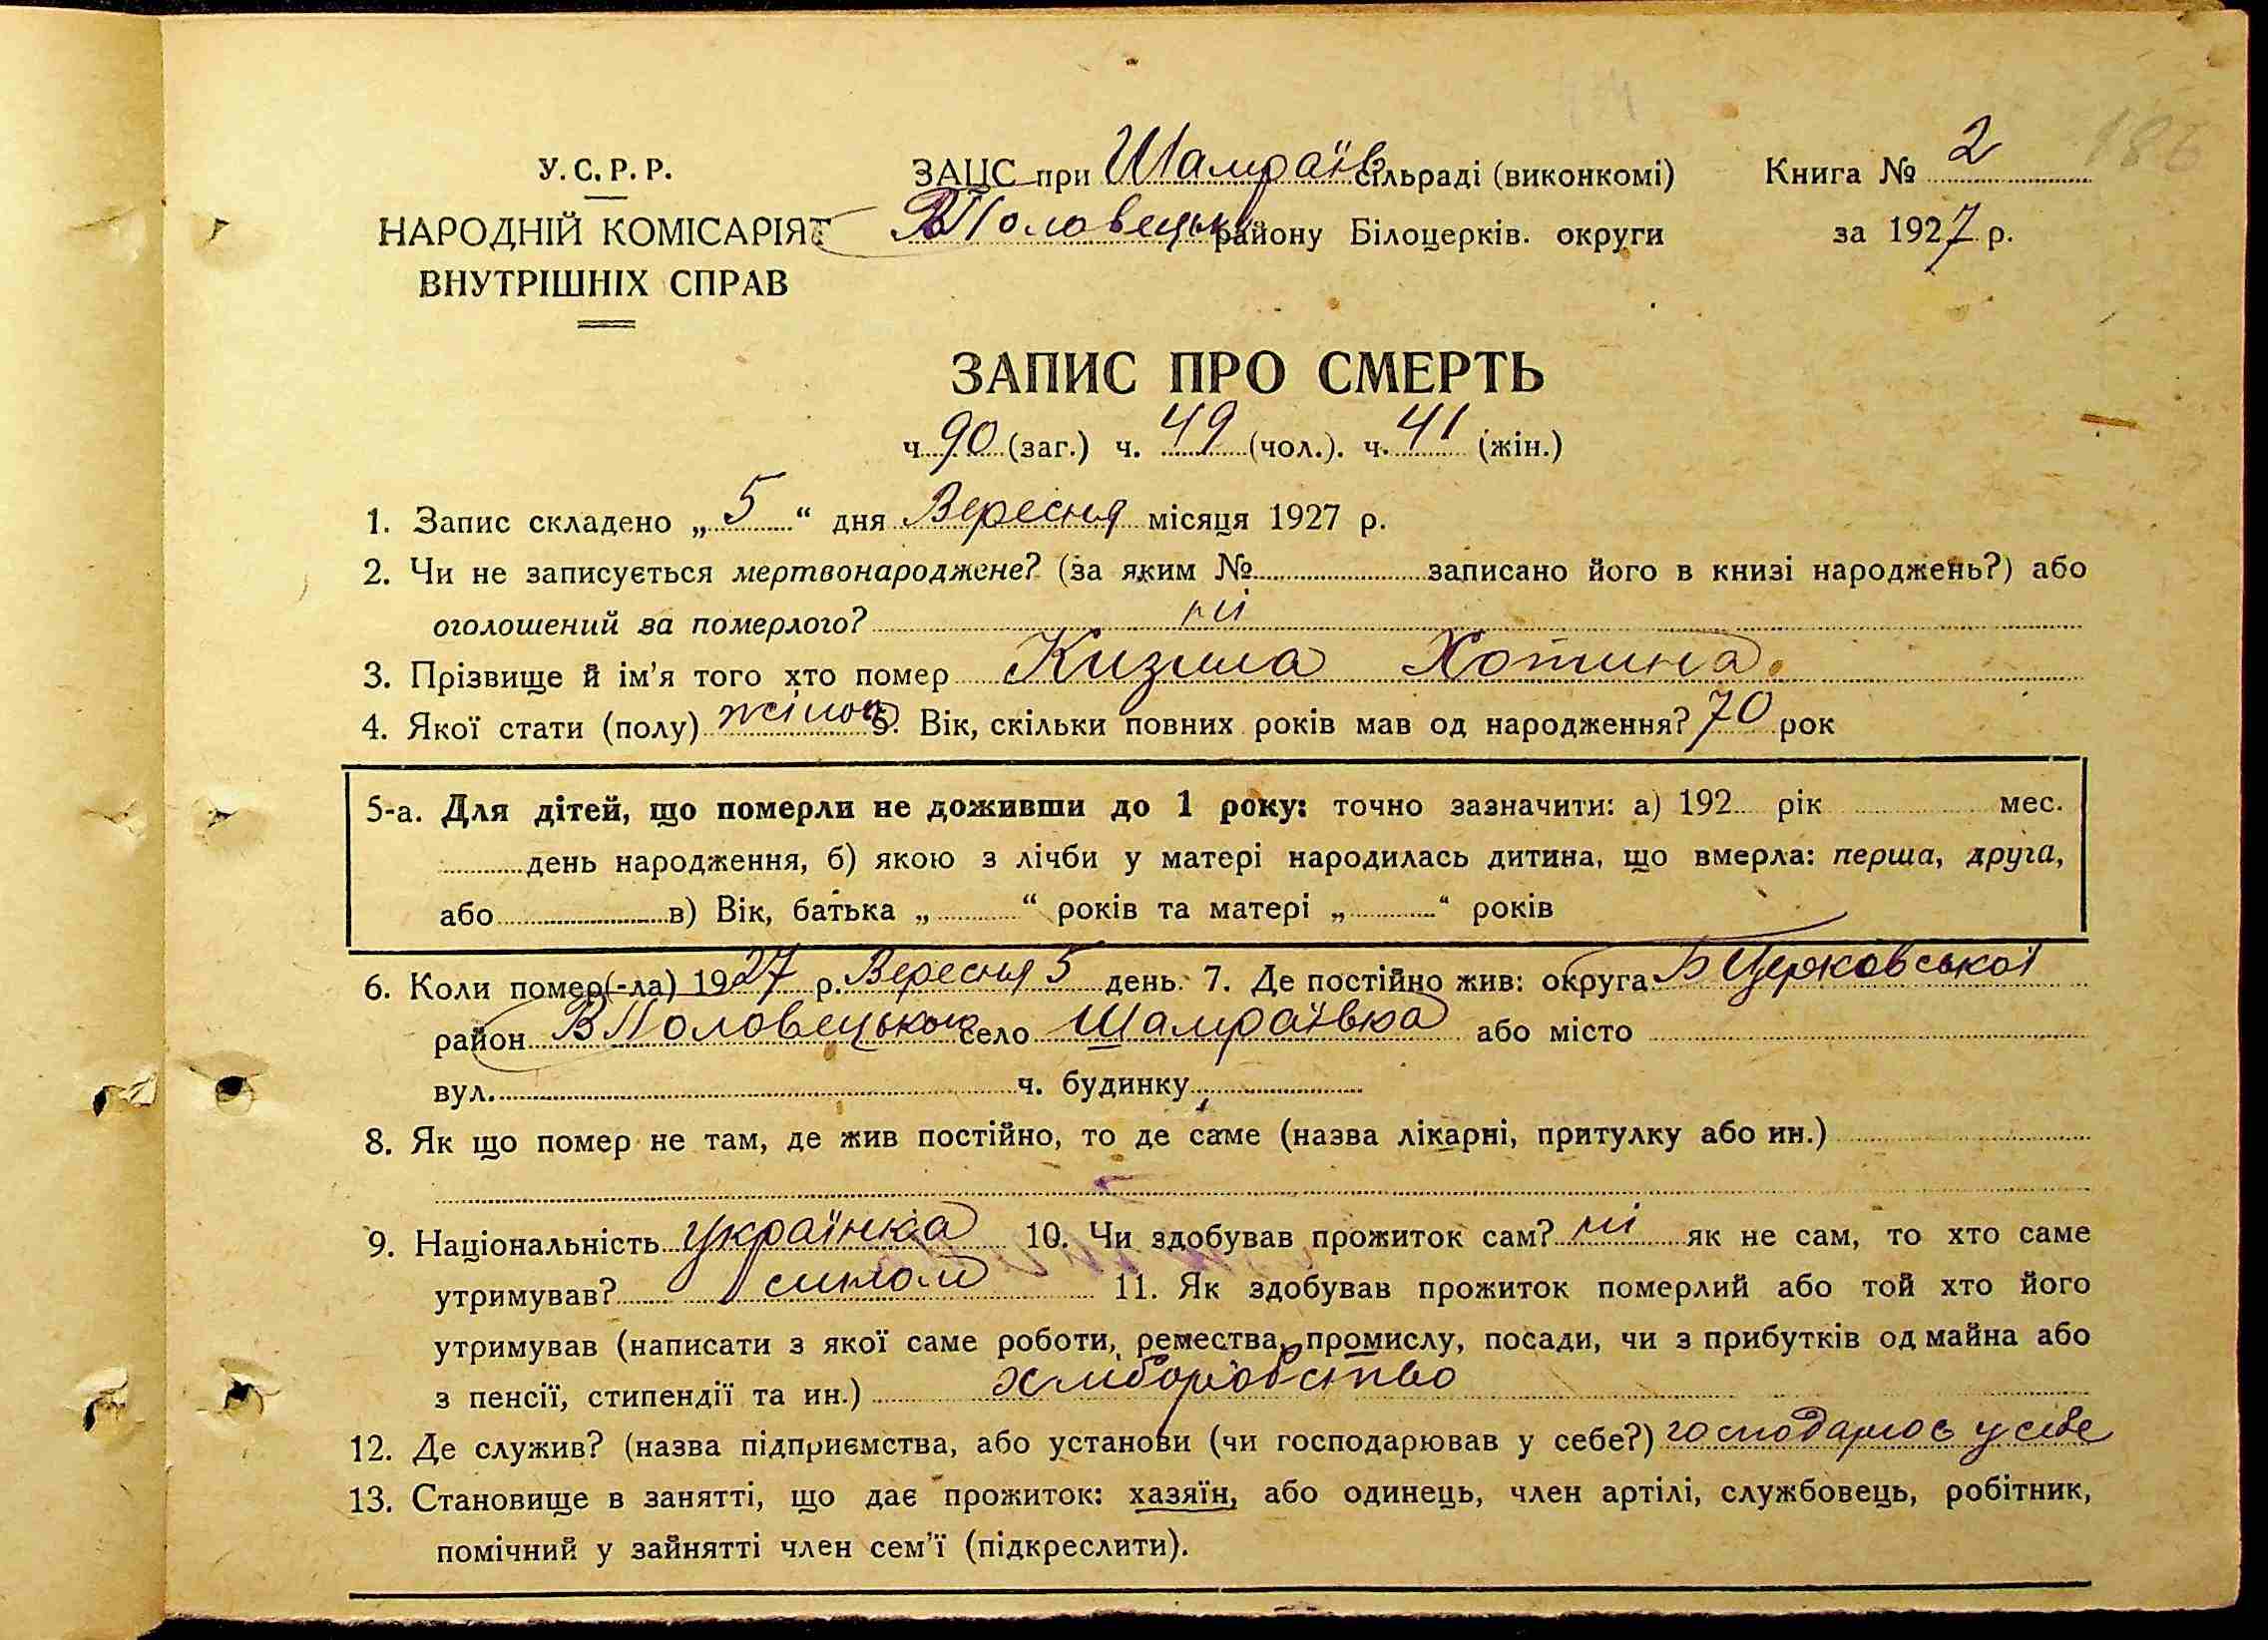 186
У. С. Р. Р.
НАРОДНІЙ КОМІСАРІЯТ
ВНУТРІШНІХ СПРАВ
ЗАЦС при Шамраїв сільраді (виконкомі)
ВПоловецьк району Білоцерків. округи
Книга № 2
за 1927 р.
ЗАПИС ПРО СМЕРТЬ
ч. 90 (заг.) ч. 49 (чол.). ч. 41 (жін.)
1. Запис складено „ 5 “ дня Вересня місяця 1927 р.
2. Чи не записується мертвонароджене? (за яким № записано його в книзі народжень?) або
оголошений за померлого? ні
3. Прізвище й ім’я того хто помер Кизима Хотина
4. Якої стати (полу) жіноч 5. Вік, скільки повних років мав од народження? 70 рок
5-а. Для дітей, що померли не доживши до 1 року: точно зазначити: а) 192 рік мес.
день народження, б) якою з лічби у матері народилась дитина, що вмерла: перша, друга,
або в) Вік, батька „ “ років та матері „ “ років
6. Коли помер(-ла) 1927 р. Вересня 5 день. 7. Де постійно жив: округа Б Церковської
район ВПоловецького село Шамраївка або місто
вул. ч. будинку
8. Як що помер не там, де жив постійно, то де саме (назва лікарні, притулку або ин.)
9. Національність українка 10. Чи здобував прожиток сам? ні як не сам, то хто саме
утримував? сином 11. Як здобував прожиток померлий або той хто його
утримував (написати з якої саме роботи, ремества, промислу, посади, чи з прибутків од майна або
з пенсії, стипендії та ин.) хліборобство
12. Де служив? (назва підприємства, або установи (чи господарював у себе?) господарює у себе
13. Становище в занятті, що дає прожиток: хазяїн, або одинець, член артілі, службовець, робітник,
помічний у зайнятті член сем’ї (підкреслити).